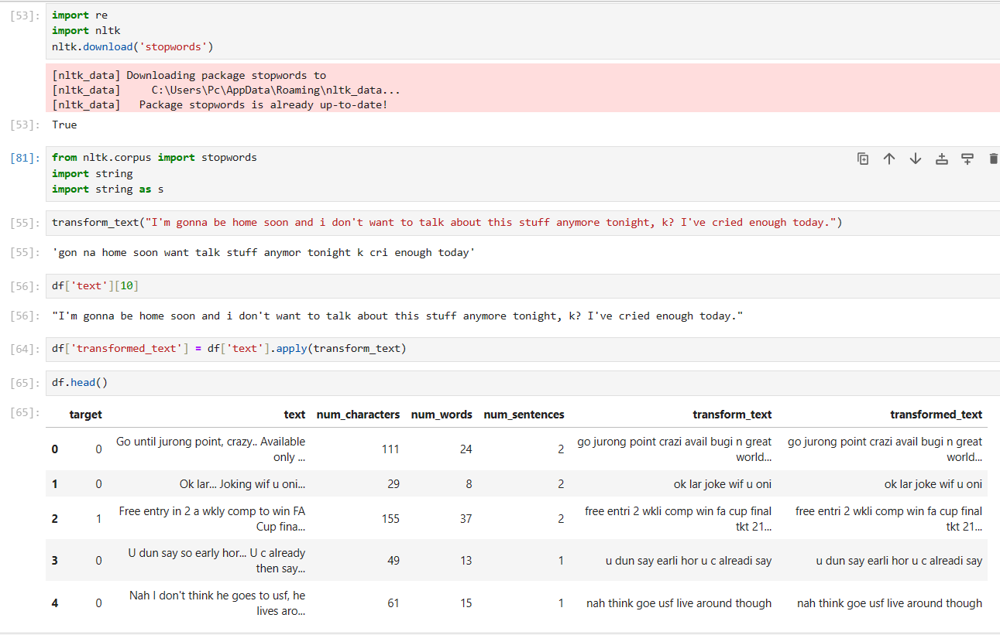 [53]: import re
import nltk
nltk.download('stopwords')
[nltk_data] Downloading package stopwords to
[nltk_data]     C:\Users\Pc\AppData\Roaming\nltk_data...
[nltk_data]   Package stopwords is already up-to-date!
[53]: True
[81]: from nltk.corpus import stopwords
import string
import string as s
[55]: transform_text("I'm gonna be home soon and i don't want to talk about this stuff anymore tonight, k? I've cried enough today.")
[55]: 'gon na home soon want talk stuff anymor tonight k cri enough today'
[56]: df['text'][10]
[56]: "I'm gonna be home soon and i don't want to talk about this stuff anymore tonight, k? I've cried enough today."
[64]: df['transformed_text'] = df['text'].apply(transform_text)
[65]: df.head()
[65]: target text num_characters num_words num_sentences transform_text transformed_text
0 0 Go until jurong point, crazy.. Available only ... 111 24 2 go jurong point crazi avail bugi n great world... go jurong point crazi avail bugi n great world...
1 0 Ok lar... Joking wif u oni... 29 8 2 ok lar joke wif u oni ok lar joke wif u oni
2 1 Free entry in 2 a wkly comp to win FA Cup fina... 155 37 2 free entri 2 wkli comp win fa cup final tkt 21... free entri 2 wkli comp win fa cup final tkt 21...
3 0 U dun say so early hor... U c already then say... 49 13 1 u dun say earli hor u c alreadi say u dun say earli hor u c alreadi say
4 0 Nah I don't think he goes to usf, he lives aro... 61 15 1 nah think goe usf live around though nah think goe usf live around though